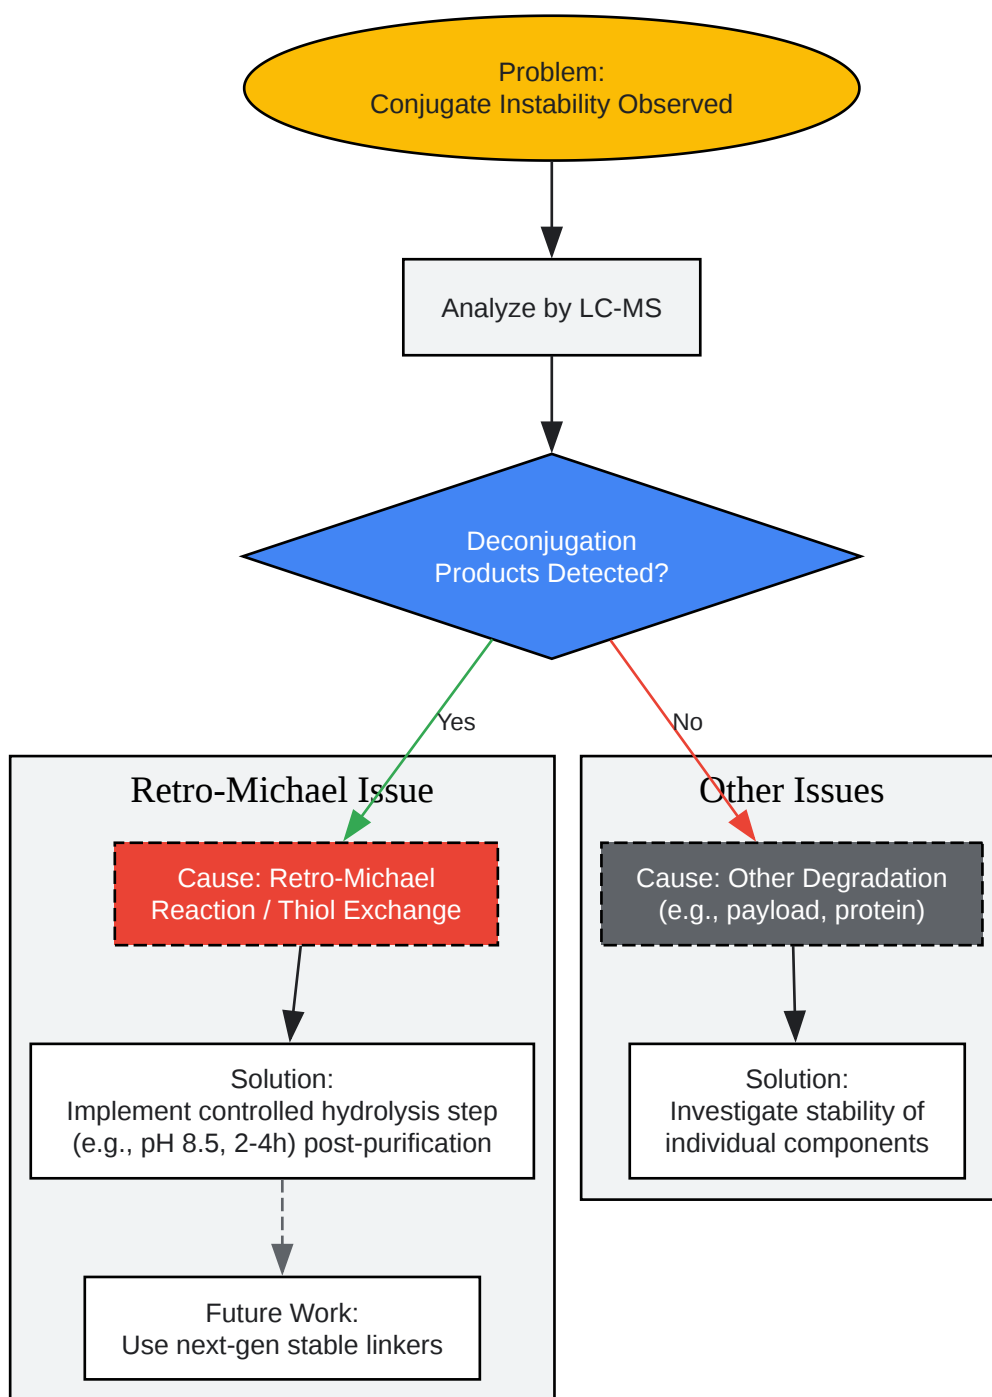 Problem:
Conjugate Instability Observed
Analyze by LC-MS
Deconjugation
Products Detected?
Yes
No
Retro-Michael Issue
Cause: Retro-Michael
Reaction / Thiol Exchange
Solution:
Implement controlled hydrolysis step
(e.g., pH 8.5, 2-4h) post-purification
Future Work:
Use next-gen stable linkers
Other Issues
Cause: Other Degradation
(e.g., payload, protein)
Solution:
Investigate stability of
individual components